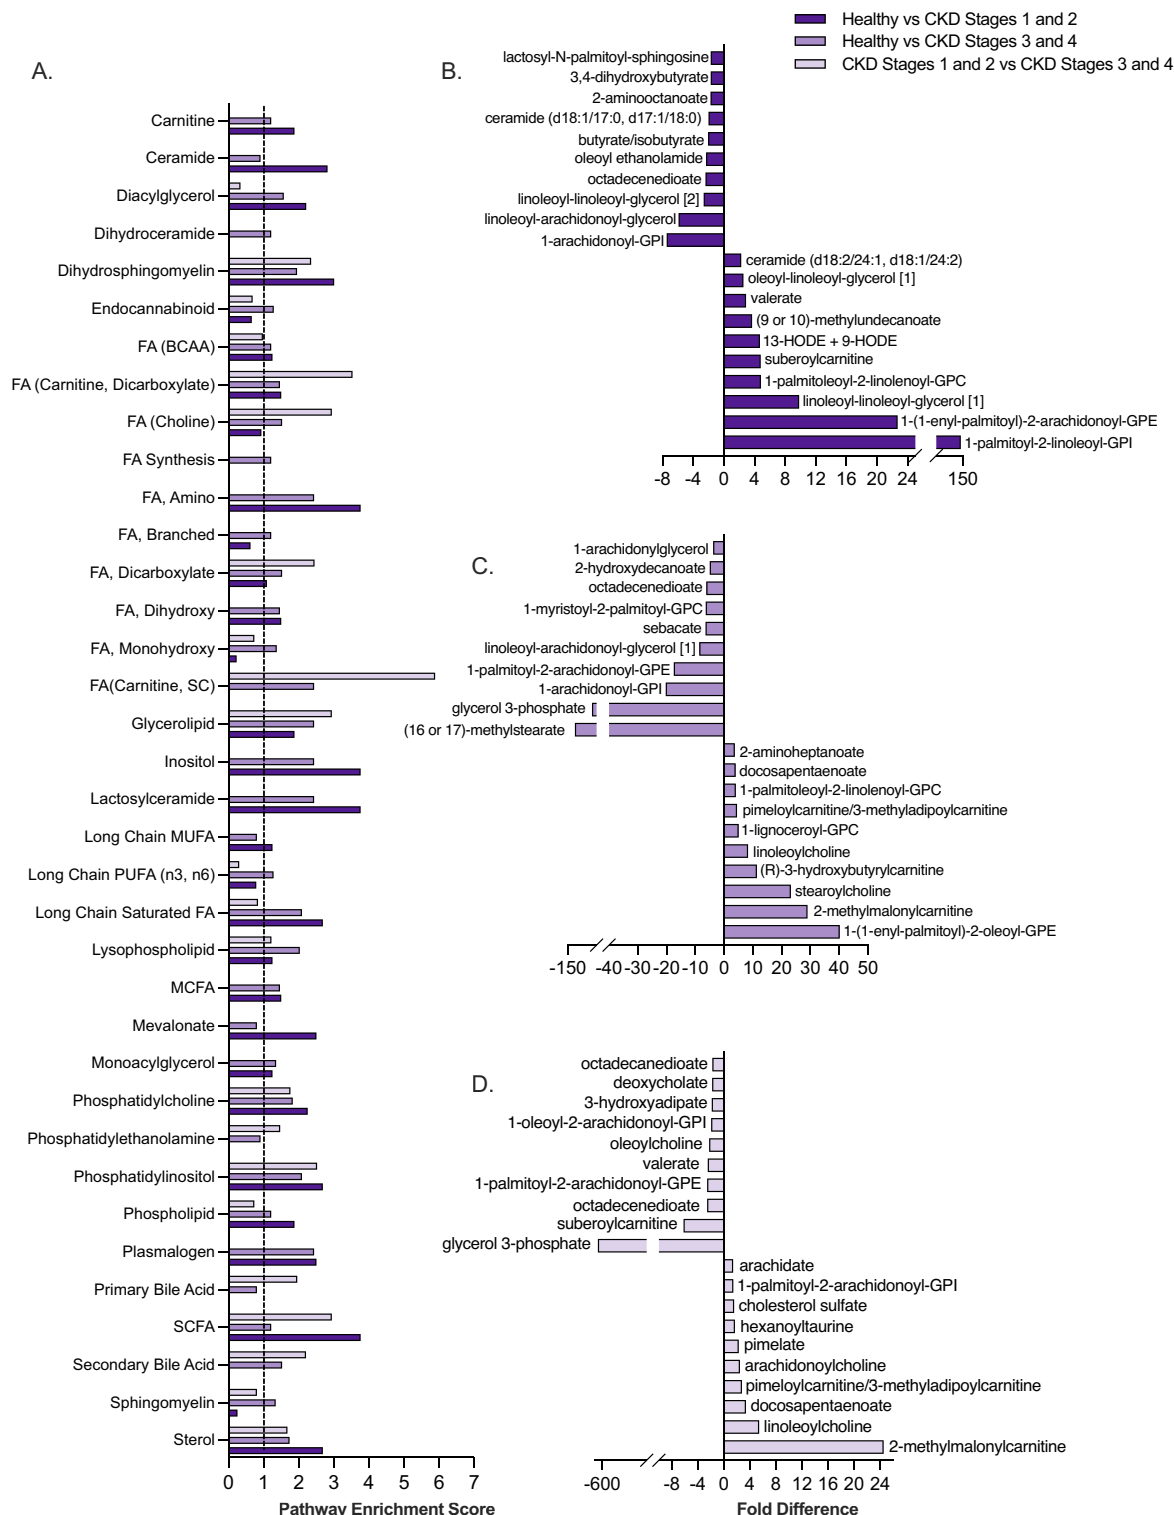 Healthy vs CKD Stages 1 and 2
Healthy vs CKD Stages 3 and 4
CKD Stages 1 and 2 vs CKD Stages 3 and 4
A.
Carnitine
Ceramide
Diacylglycerol
Dihydroceramide
Dihydrosphingomyelin
Endocannabinoid
FA (BCAA)
FA (Carnitine, Dicarboxylate)
FA (Choline)
FA Synthesis
FA, Amino
FA, Branched
FA, Dicarboxylate
FA, Dihydroxy
FA, Monohydroxy
FA(Carnitine, SC)
Glycerolipid
Inositol
Lactosylceramide
Long Chain MUFA
Long Chain PUFA (n3, n6)
Long Chain Saturated FA
Lysophospholipid
MCFA
Mevalonate
Monoacylglycerol
Phosphatidylcholine
Phosphatidylethanolamine
Phosphatidylinositol
Phospholipid
Plasmalogen
Primary Bile Acid
SCFA
Secondary Bile Acid
Sphingomyelin
Sterol
0 1 2 3 4 5 6 7
Pathway Enrichment Score
B.
lactosyl-N-palmitoyl-sphingosine
3,4-dihydroxybutyrate
2-aminooctanoate
ceramide (d18:1/17:0, d17:1/18:0)
butyrate/isobutyrate
oleoyl ethanolamide
octadecenedioate
linoleoyl-linoleoyl-glycerol [2]
linoleoyl-arachidonoyl-glycerol
1-arachidonoyl-GPI
ceramide (d18:2/24:1, d18:1/24:2)
oleoyl-linoleoyl-glycerol [1]
valerate
(9 or 10)-methylundecanoate
13-HODE + 9-HODE
suberoylcarnitine
1-palmitoleoyl-2-linolenoyl-GPC
linoleoyl-linoleoyl-glycerol [1]
1-(1-enyl-palmitoyl)-2-arachidonoyl-GPE
1-palmitoyl-2-linoleoyl-GPI
-8 -4 0 4 8 12 16 20 24 150
C.
1-arachidonylglycerol
2-hydroxydecanoate
octadecenedioate
1-myristoyl-2-palmitoyl-GPC
sebacate
linoleoyl-arachidonoyl-glycerol [1]
1-palmitoyl-2-arachidonoyl-GPE
1-arachidonoyl-GPI
glycerol 3-phosphate
(16 or 17)-methylstearate
2-aminoheptanoate
docosapentaenoate
1-palmitoleoyl-2-linolenoyl-GPC
pimeloylcarnitine/3-methyladipoylcarnitine
1-lignoceroyl-GPC
linoleoylcholine
(R)-3-hydroxybutyrylcarnitine
stearoylcholine
2-methylmalonylcarnitine
1-(1-enyl-palmitoyl)-2-oleoyl-GPE
-150 -40 -30 -20 -10 0 10 20 30 40 50
D.
octadecanedioate
deoxycholate
3-hydroxyadipate
1-oleoyl-2-arachidonoyl-GPI
oleoylcholine
valerate
1-palmitoyl-2-arachidonoyl-GPE
octadecenedioate
suberoylcarnitine
glycerol 3-phosphate
arachidate
1-palmitoyl-2-arachidonoyl-GPI
cholesterol sulfate
hexanoyltaurine
pimelate
arachidonoylcholine
pimeloylcarnitine/3-methyladipoylcarnitine
docosapentaenoate
linoleoylcholine
2-methylmalonylcarnitine
-600 -8 -4 0 4 8 12 16 20 24
Fold Difference